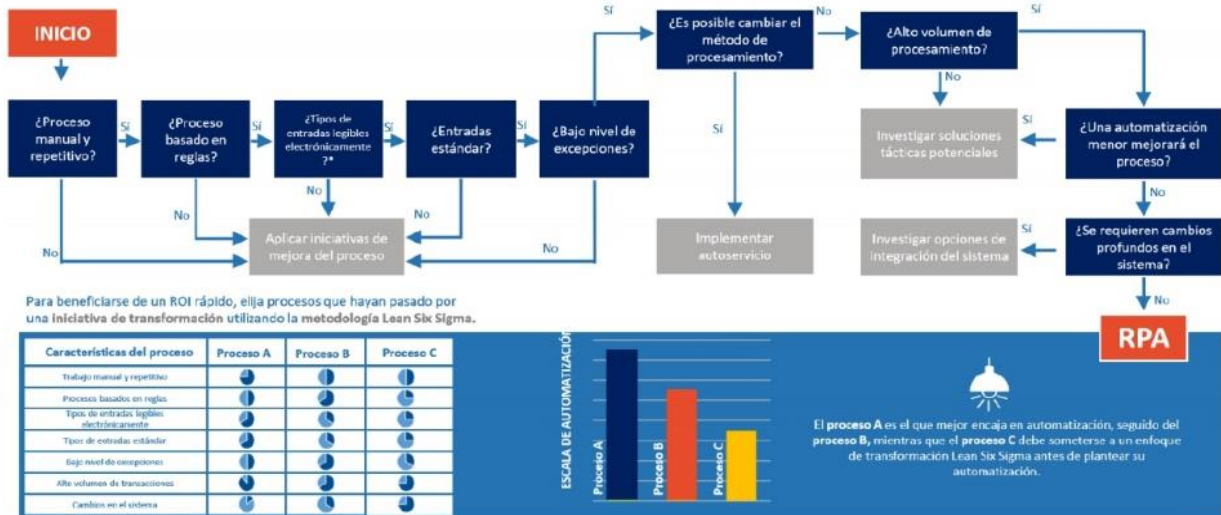 INICIO
¿Proceso
manual y
repetitivo?
Sí
¿Proceso
basado en
reglas?
Sí
¿Tipos de
entradas legibles
electrónicamente
?*
Sí
¿Entradas
estándar?
Sí
¿Bajo nivel de
excepciones?
Sí
¿Es posible cambiar el
método de
procesamiento?
No
¿Alto volumen de
procesamiento?
Sí
No
No
No
No
No
Aplicar iniciativas de
mejora del proceso
Sí
Implementar
autoservicio
No
Investigar soluciones
tácticas potenciales
Sí
¿Una automatización
menor mejorará el
proceso?
No
Investigar opciones de
integración del sistema
Sí
¿Se requieren cambios
profundos en el
sistema?
No
RPA
Para beneficiarse de un ROI rápido, elija procesos que hayan pasado por
una iniciativa de transformación utilizando la metodología Lean Six Sigma.
Características del proceso Proceso A Proceso B Proceso C
Trabajo manual y repetitivo
Procesos basados en reglas
Tipos de entradas legibles
electrónicamente
Tipos de entradas estándar
Bajo nivel de excepciones
Alto volumen de transacciones
Cambios en el sistema
ESCALA DE AUTOMATIZACIÓN
Proceso A
Proceso B
Proceso C
El proceso A es el que mejor encaja en automatización, seguido del
proceso B, mientras que el proceso C debe someterse a un enfoque
de transformación Lean Six Sigma antes de plantear su
automatización.